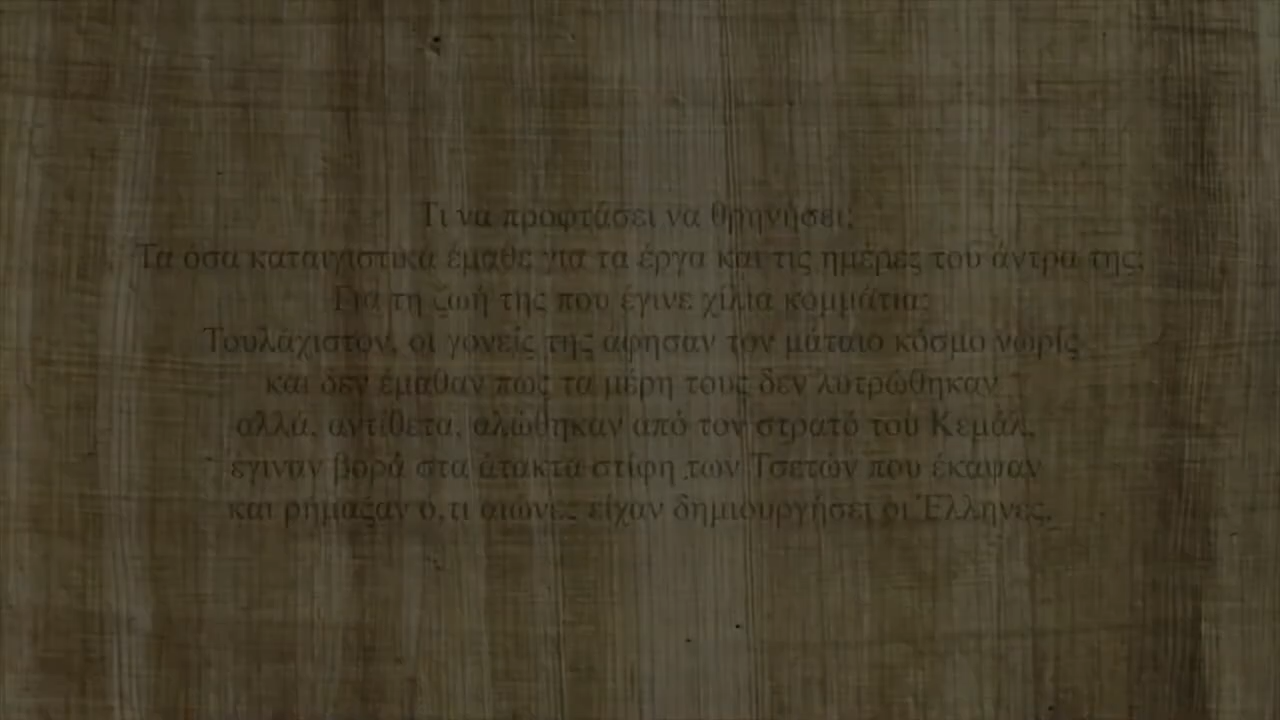 Τι να προφτάσει να θρηνήσει;
Τα όσα καταιγιστικά έμαθε για τα έργα και τις ημέρες του άντρα της;
Για τη ζωή της που έγινε χίλια κομμάτια;
Τουλάχιστον, οι γονείς της άφησαν τον μάταιο κόσμο νωρίς
και δεν έμαθαν πως τα μέρη τους δεν λυτρώθηκαν
αλλά, αντίθετα, αλώθηκαν από τον στρατό του Κεμάλ,
έγιναν βορά στα άτακτα στίφη των Τσετών που έκαψαν
και ρήμαξαν ό,τι αιώνες είχαν δημιουργήσει οι Έλληνες.